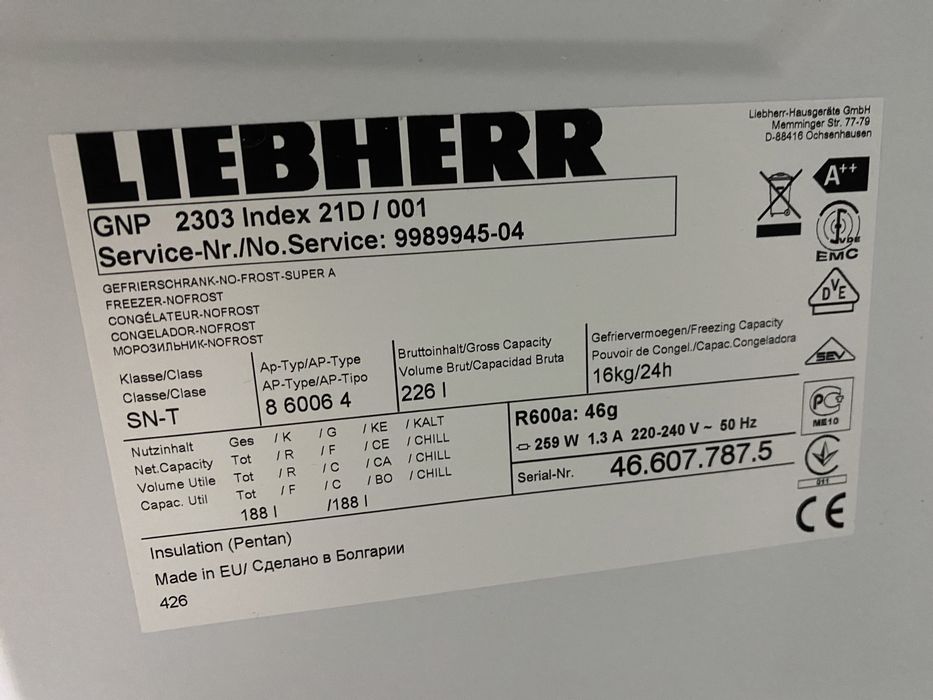 Liebherr-Hausgeräte GmbH
Memminger Str. 77-79
D-88416 Ochsenhausen
LIEBHERR
GNP 2303 Index 21D / 001
Service-Nr./No.Service: 9989945-04
A++
VDE
EMC
DVE
SEV
PC
ME10
011
CE
GEFRIERSCHRANK-NO-FROST-SUPER A
FREEZER-NOFROST
CONGÉLATEUR-NOFROST
CONGELADOR-NOFROST
МОРОЗИЛЬНИК-NOFROST
Klasse/Class
Classe/Clase
SN-T
Ap-Typ/AP-Type
AP-Type/AP-Tipo
8 6006 4
Bruttoinhalt/Gross Capacity
Volume Brut/Capacidad Bruta
226 l
Gefriervermoegen/Freezing Capacity
Pouvoir de Congel./Capac.Congeladora
16kg/24h
Nutzinhalt Ges / K / G / KE / KALT
Net.Capacity Tot / R / F / CE / CHILL
Volume Utile Tot / R / C / CA / CHILL
Capac. Util Tot / F / C / BO / CHILL
188 l /188 l
R600a: 46g
259 W 1.3 A 220-240 V ~ 50 Hz
Serial-Nr. 46.607.787.5
Insulation (Pentan)
Made in EU/ Сделано в Болгарии
426